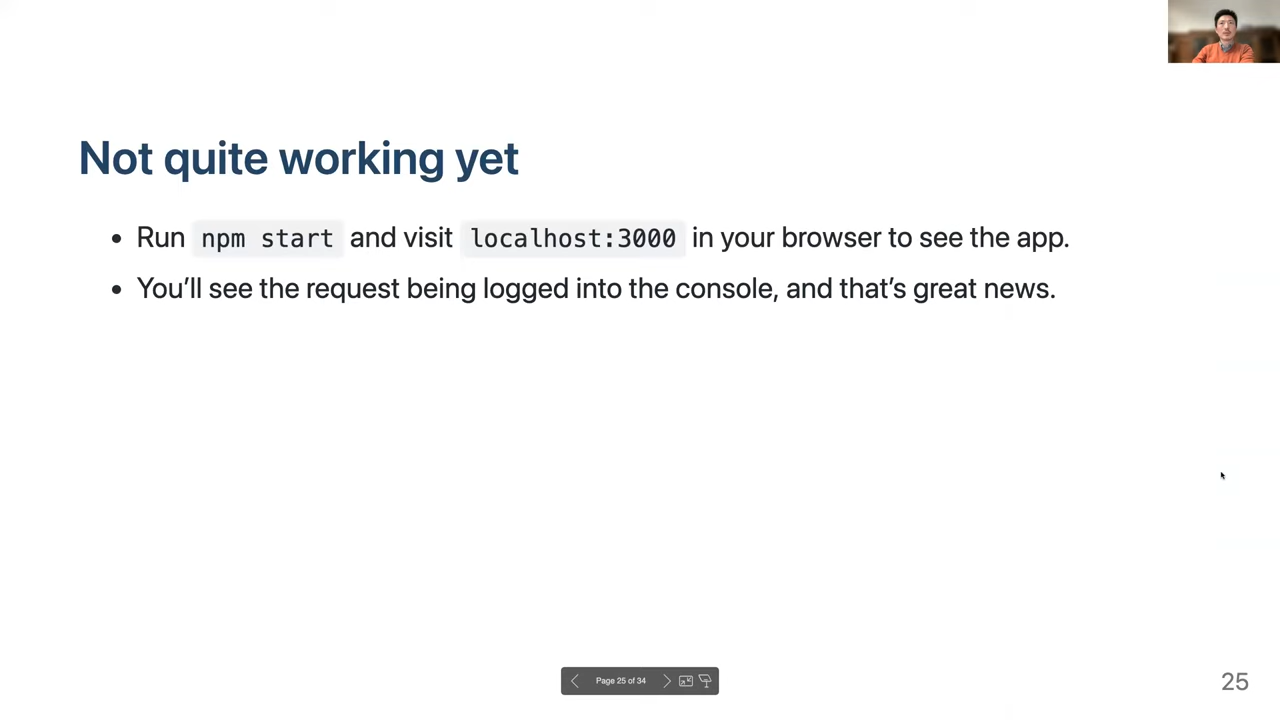 Not quite working yet
• Run npm start and visit localhost:3000 in your browser to see the app.
• You’ll see the request being logged into the console, and that’s great news.
Page 25 of 34
25